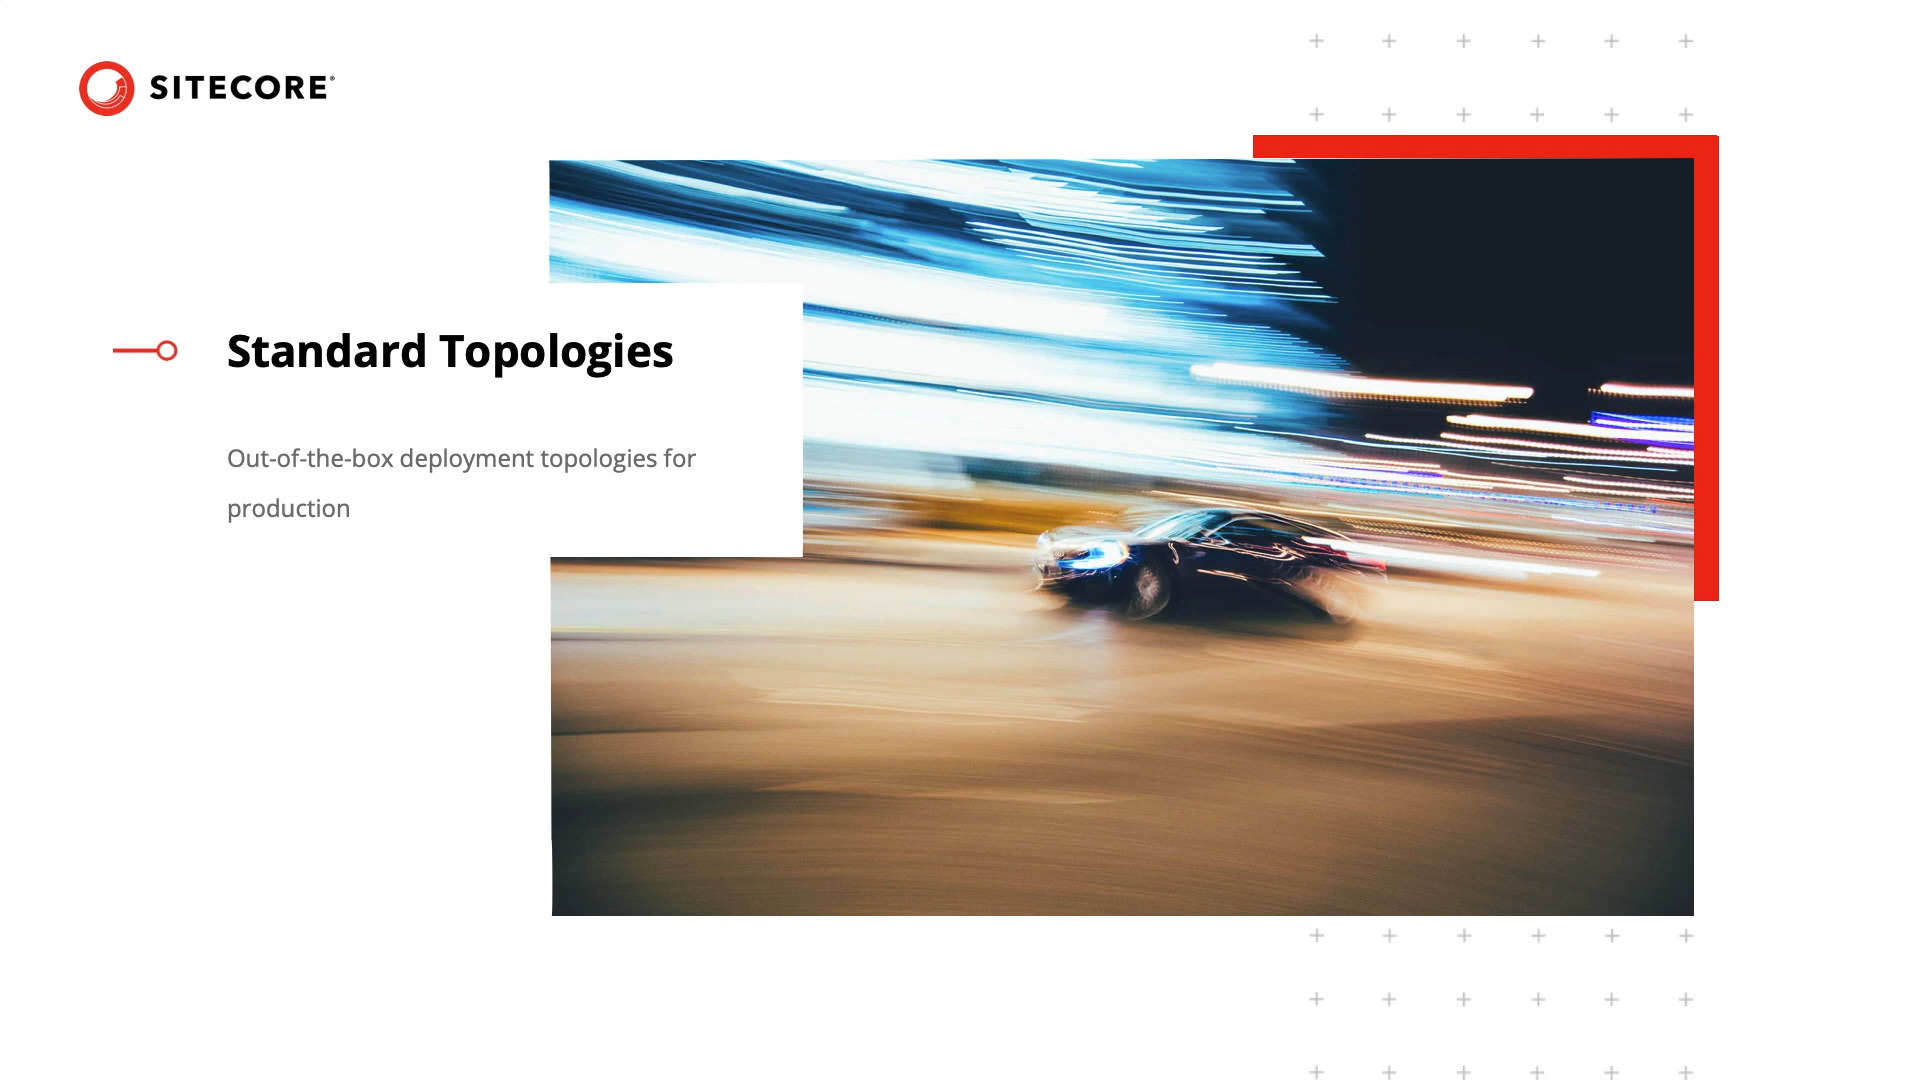 SITECORE
Standard Topologies
Out-of-the-box deployment topologies for
production